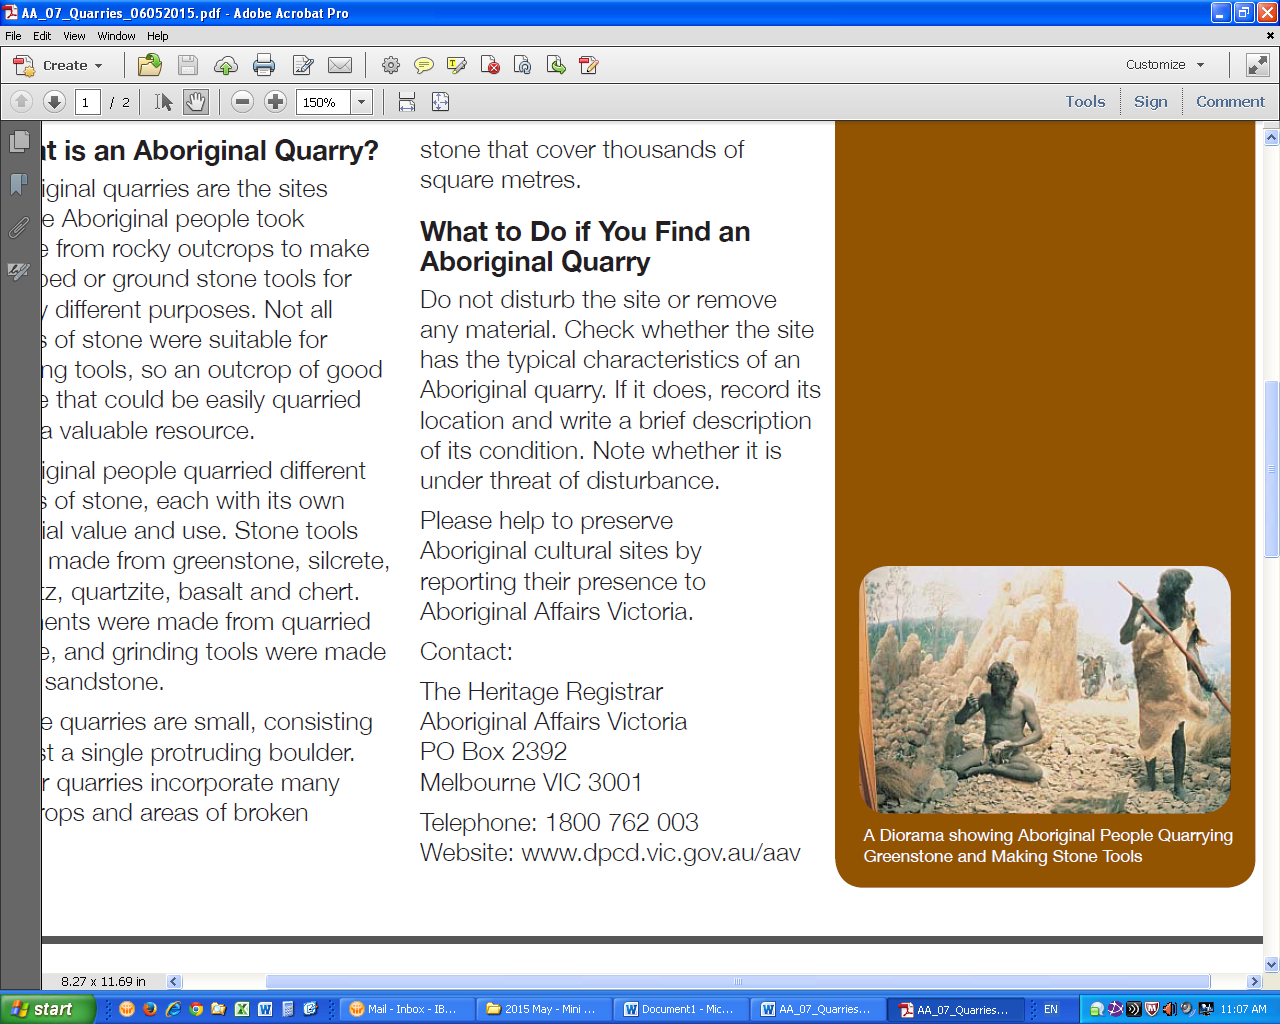 AA_07_Quarries_06052015.pdf - Adobe Acrobat Pro
File Edit View Window Help
Create
Customize
1 / 2
150%
Tools Sign Comment
t is an Aboriginal Quarry?
iginal quarries are the sites
e Aboriginal people took
e from rocky outcrops to make
ped or ground stone tools for
y different purposes. Not all
s of stone were suitable for
ng tools, so an outcrop of good
e that could be easily quarried
a valuable resource.
iginal people quarried different
s of stone, each with its own
ial value and use. Stone tools
made from greenstone, silcrete,
tz, quartzite, basalt and chert.
ents were made from quarried
e, and grinding tools were made
sandstone.
e quarries are small, consisting
st a single protruding boulder.
r quarries incorporate many
rops and areas of broken
stone that cover thousands of
square metres.
What to Do if You Find an
Aboriginal Quarry
Do not disturb the site or remove
any material. Check whether the site
has the typical characteristics of an
Aboriginal quarry. If it does, record its
location and write a brief description
of its condition. Note whether it is
under threat of disturbance.
Please help to preserve
Aboriginal cultural sites by
reporting their presence to
Aboriginal Affairs Victoria.
Contact:
The Heritage Registrar
Aboriginal Affairs Victoria
PO Box 2392
Melbourne VIC 3001
Telephone: 1800 762 003
Website: www.dpcd.vic.gov.au/aav
A Diorama showing Aboriginal People Quarrying
Greenstone and Making Stone Tools
8.27 x 11.69 in
start
Mail - Inbox - IB...
2015 May - Mini ...
Document1 - Mic...
AA_07_Quarries...
AA_07_Quarries...
EN
11:07 AM